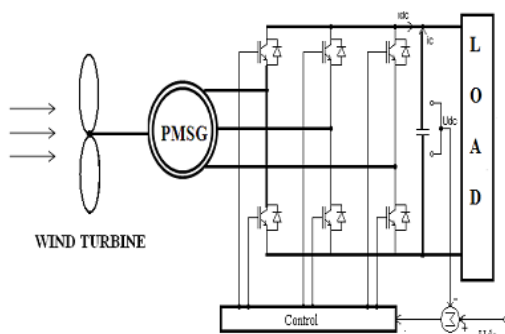 idc
ic
L
O
A
D
Udc
PMSG
WIND TURBINE
-
Σ
+
Control